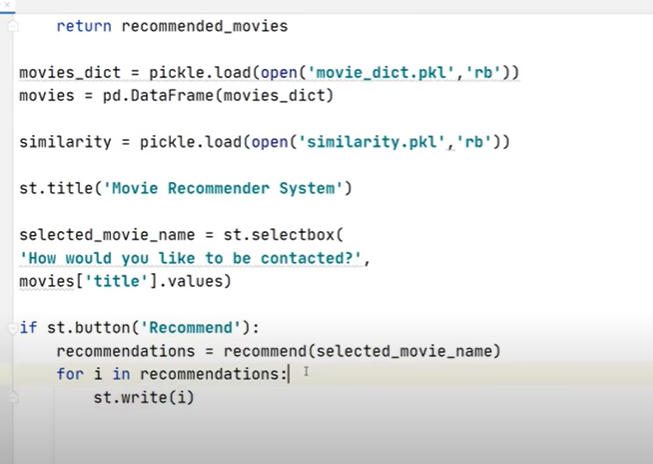 return recommended_movies
movies_dict = pickle.load(open('movie_dict.pkl','rb'))
movies = pd.DataFrame(movies_dict)
similarity = pickle.load(open('similarity.pkl','rb'))
st.title('Movie Recommender System')
selected_movie_name = st.selectbox(
'How would you like to be contacted?',
movies['title'].values)
if st.button('Recommend'):
recommendations = recommend(selected_movie_name)
for i in recommendations:
st.write(i)